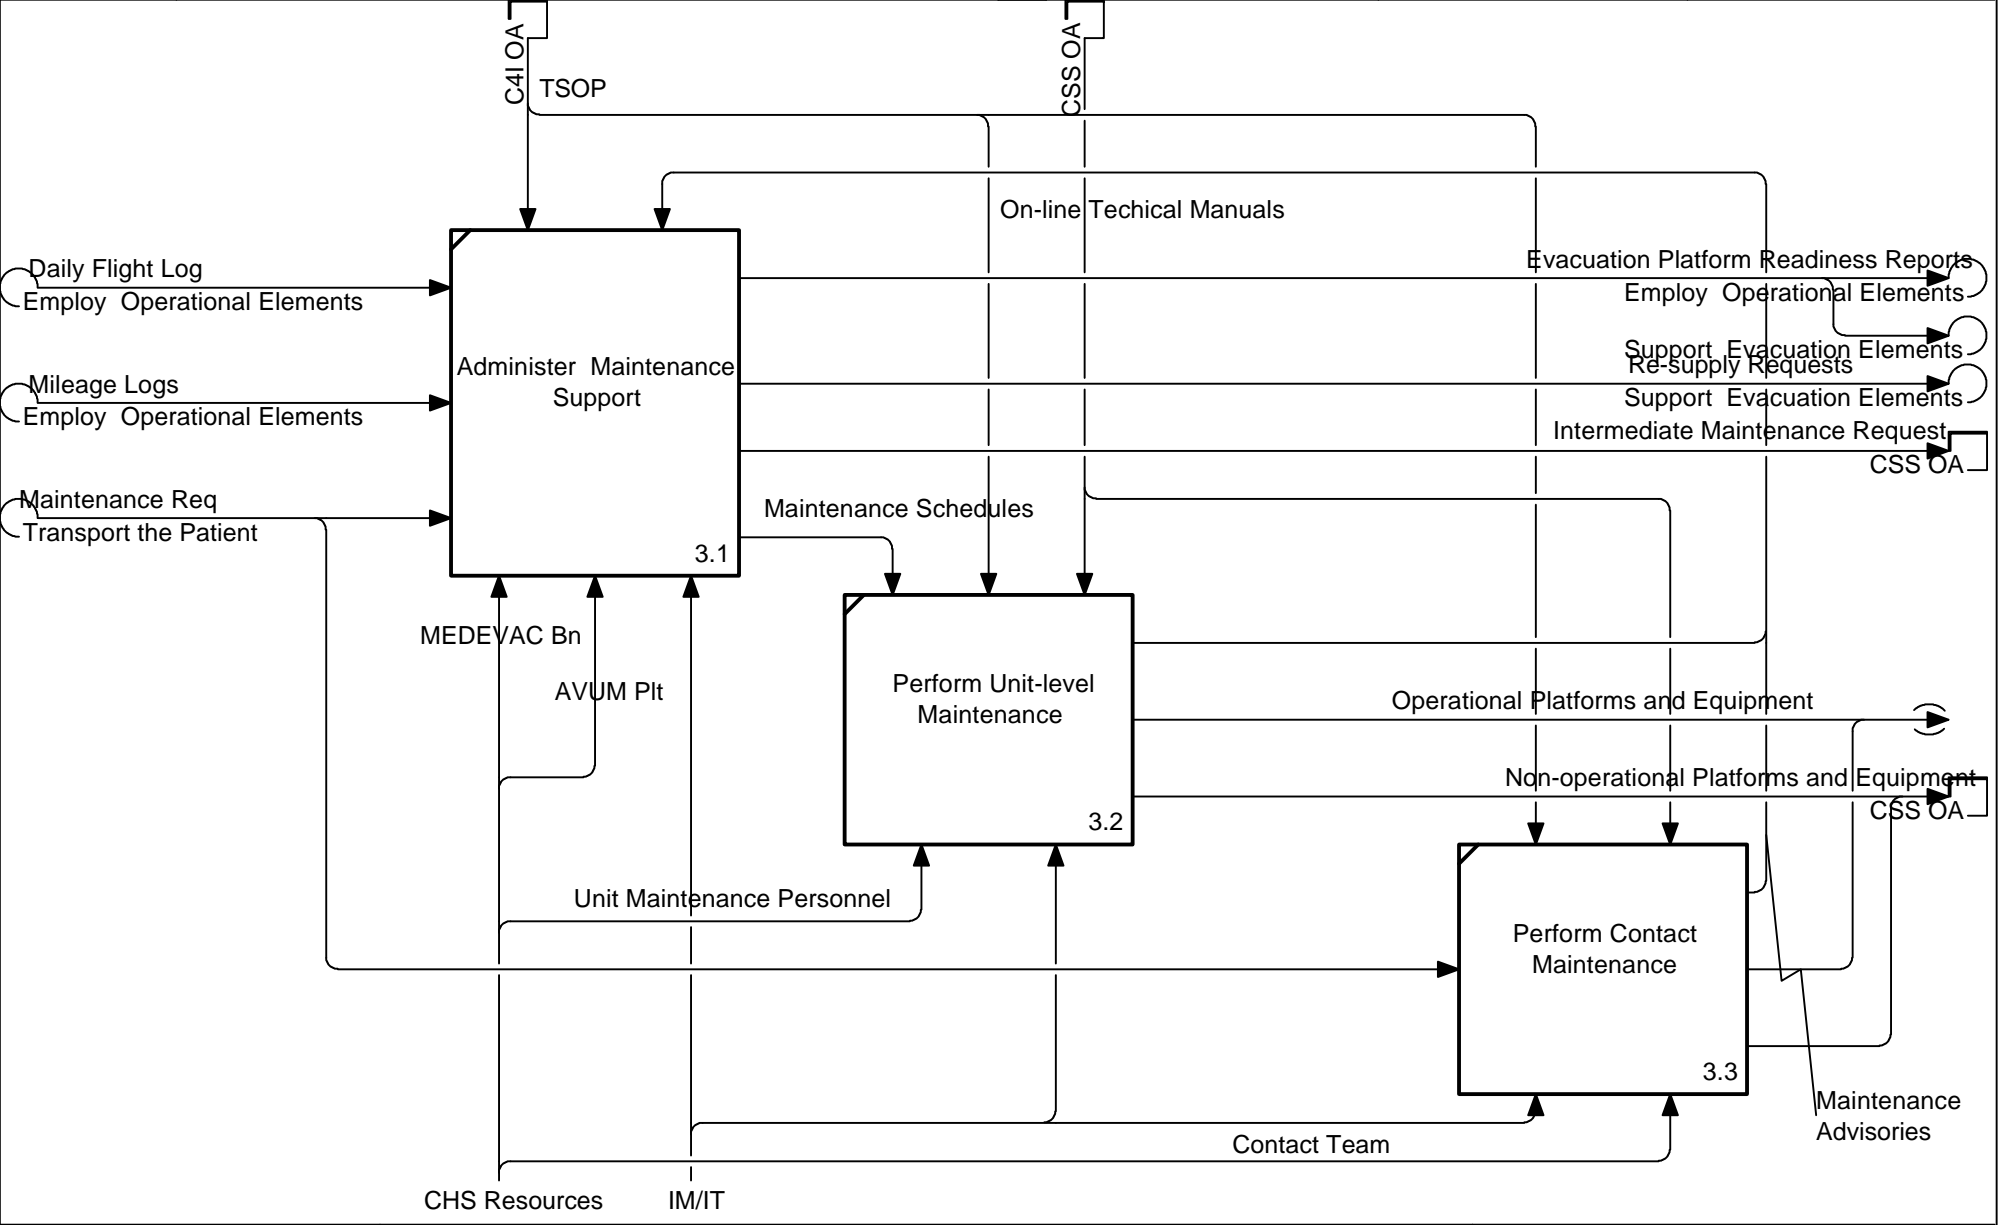 C4I OA
CSS OA
TSOP
On-line Techical Manuals
Daily Flight Log
Employ  Operational Elements
Evacuation Platform Readiness Reports
Employ  Operational Elements
Administer  Maintenance
Support
3.1
Support  Evacuation Elements
Re-supply Requests
Support  Evacuation Elements
Mileage Logs
Employ  Operational Elements
Intermediate Maintenance Request
CSS OA
Maintenance Req
Transport the Patient
Maintenance Schedules
MEDEVAC Bn
AVUM Plt
Perform Unit-level
Maintenance
3.2
Operational Platforms and Equipment
Non-operational Platforms and Equipment
CSS OA
Unit Maintenance Personnel
Perform Contact
Maintenance
3.3
Maintenance
Advisories
Contact Team
CHS Resources
IM/IT